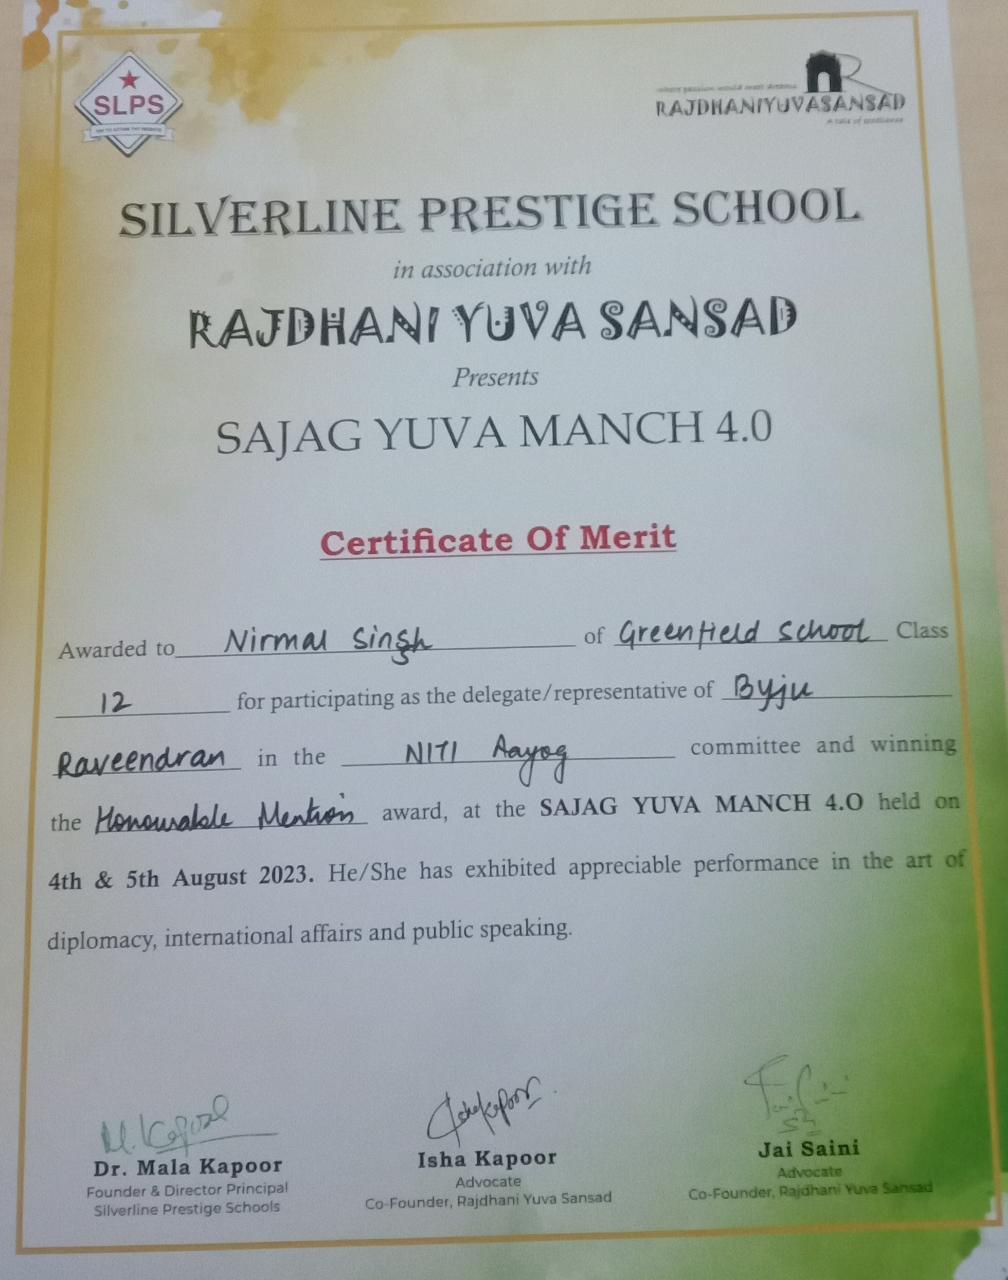 SLPS
RAJDHANIYUVASANSAD
SILVERLINE PRESTIGE SCHOOL
in association with
RAJDHANI YUVA SANSAD
Presents
SAJAG YUVA MANCH 4.0
Certificate Of Merit
Awarded to Nirmal Singh of Greenfield School Class
12 for participating as the delegate/representative of Byju
Raveendran in the NITI Aayog committee and winning
the Honourable Mention award, at the SAJAG YUVA MANCH 4.O held on
4th & 5th August 2023. He/She has exhibited appreciable performance in the art of
diplomacy, international affairs and public speaking.
M. Kapoor
Dr. Mala Kapoor
Founder & Director Principal
Silverline Prestige Schools
Isha Kapoor
Isha Kapoor
Advocate
Co-Founder, Rajdhani Yuva Sansad
Jai Saini
Advocate
Co-Founder, Rajdhani Yuva Sansad